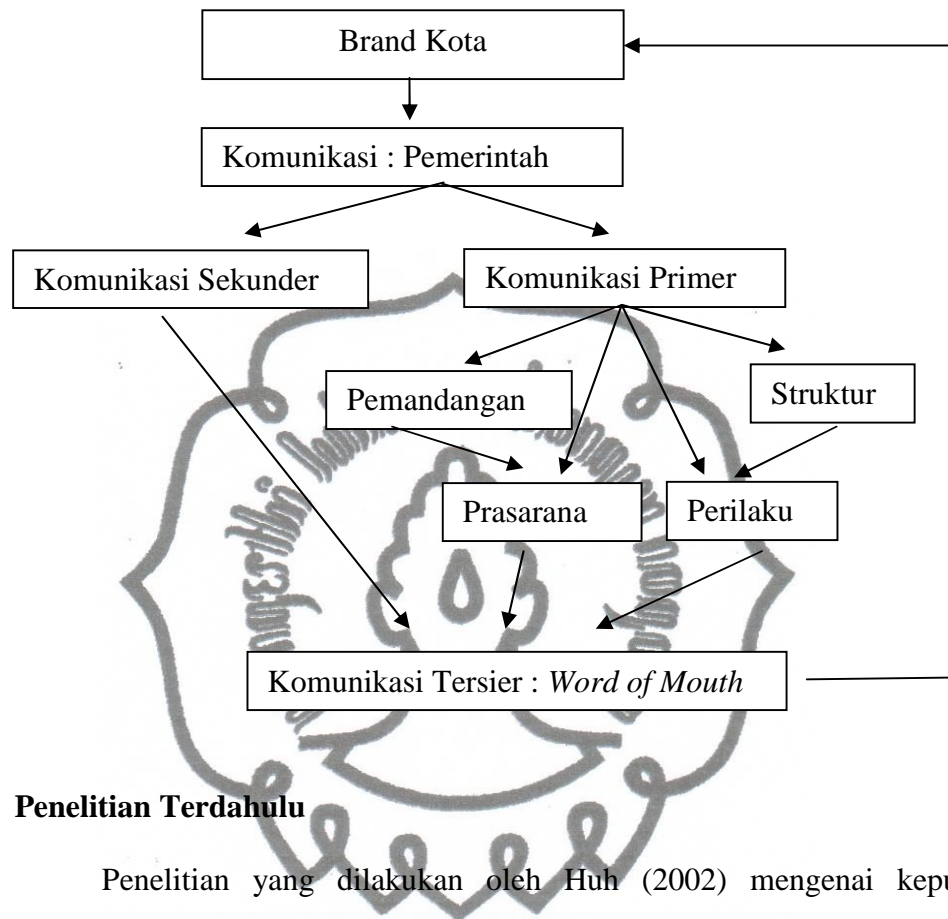 Brand Kota
Komunikasi : Pemerintah
Komunikasi Sekunder
Komunikasi Primer
Pemandangan
Struktur
Prasarana
Perilaku
Komunikasi Tersier : Word of Mouth
Penelitian Terdahulu
Penelitian yang dilakukan oleh Huh (2002) mengenai kepu